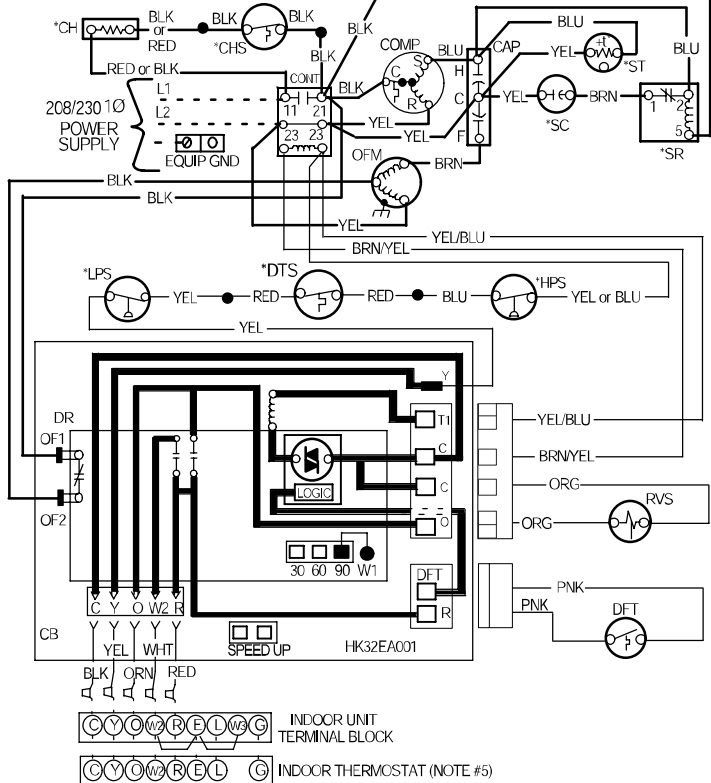 *CH
BLK
or
RED
BLK
*CHS
BLK
BLK
BLK
RED or BLK
CONT
BLK
COMP
S
C
R
BLU
CAP
H
C
F
BLU
YEL
+t
*ST
BLU
YEL
*SC
BRN
1
2
5
*SR
208/230 1Ø
POWER
SUPPLY
L1
L2
EQUIP GND
11
21
23
23
YEL
YEL
OFM
BRN
BLK
BLK
YEL
YEL/BLU
BRN/YEL
*LPS
YEL
RED
*DTS
RED
BLU
*HPS
YEL or BLU
YEL
Y
DR
OF1
OF2
T1
C
C
O
LOGIC
YEL/BLU
BRN/YEL
ORG
ORG
RVS
30 60 90 W1
DFT
R
PNK
PNK
DFT
C Y O W2 R
CB
SPEED UP
HK32EA001
YEL WHT
BLK ORN RED
C Y O W2 R E L W3 G
INDOOR UNIT
TERMINAL BLOCK
C Y O W2 R E L G
INDOOR THERMOSTAT (NOTE #5)